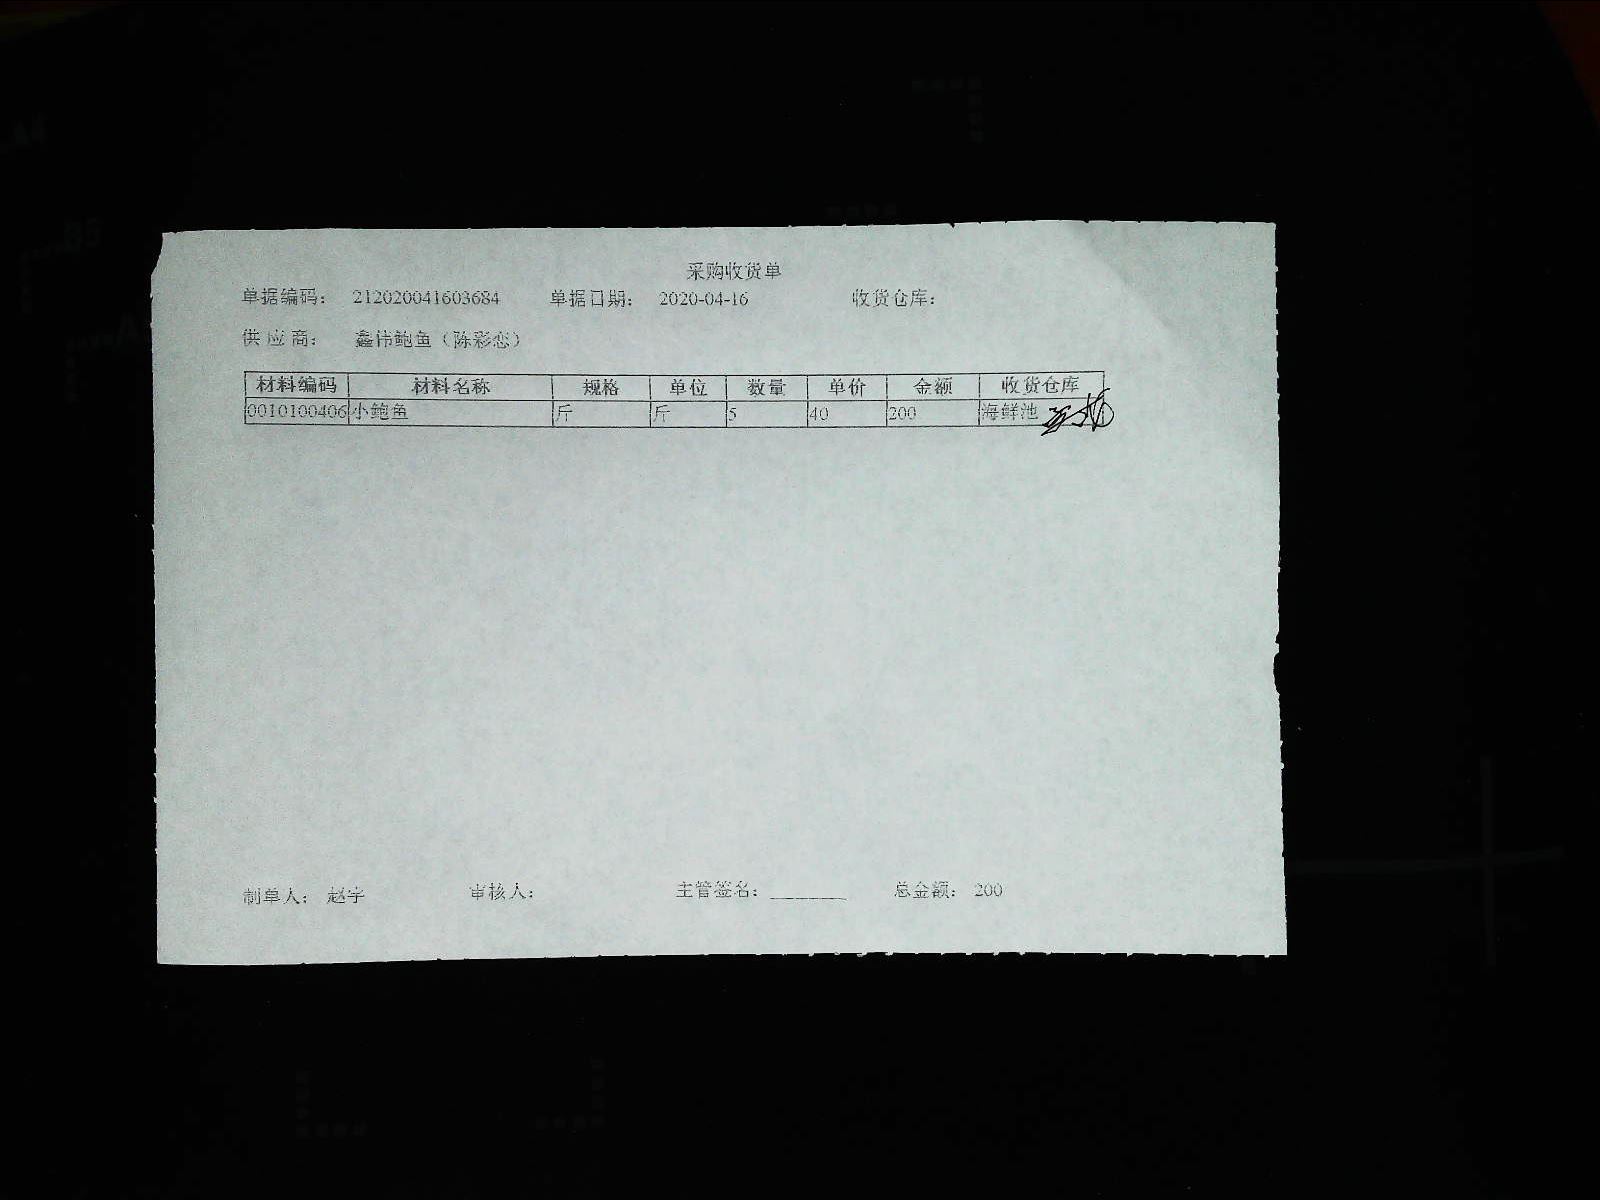 采购收货单
单据编码： 212020041603684 单据日期： 2020-04-16 收货仓库：
供 应 商： 鑫伟鲍鱼（陈彩恋）
材料编码 材料名称 规格 单位 数量 单价 金额 收货仓库
0010100406 小鲍鱼 斤 斤 5 40 200 海鲜池
制单人： 赵宇 审核人： 主管签名： ________ 总金额： 200